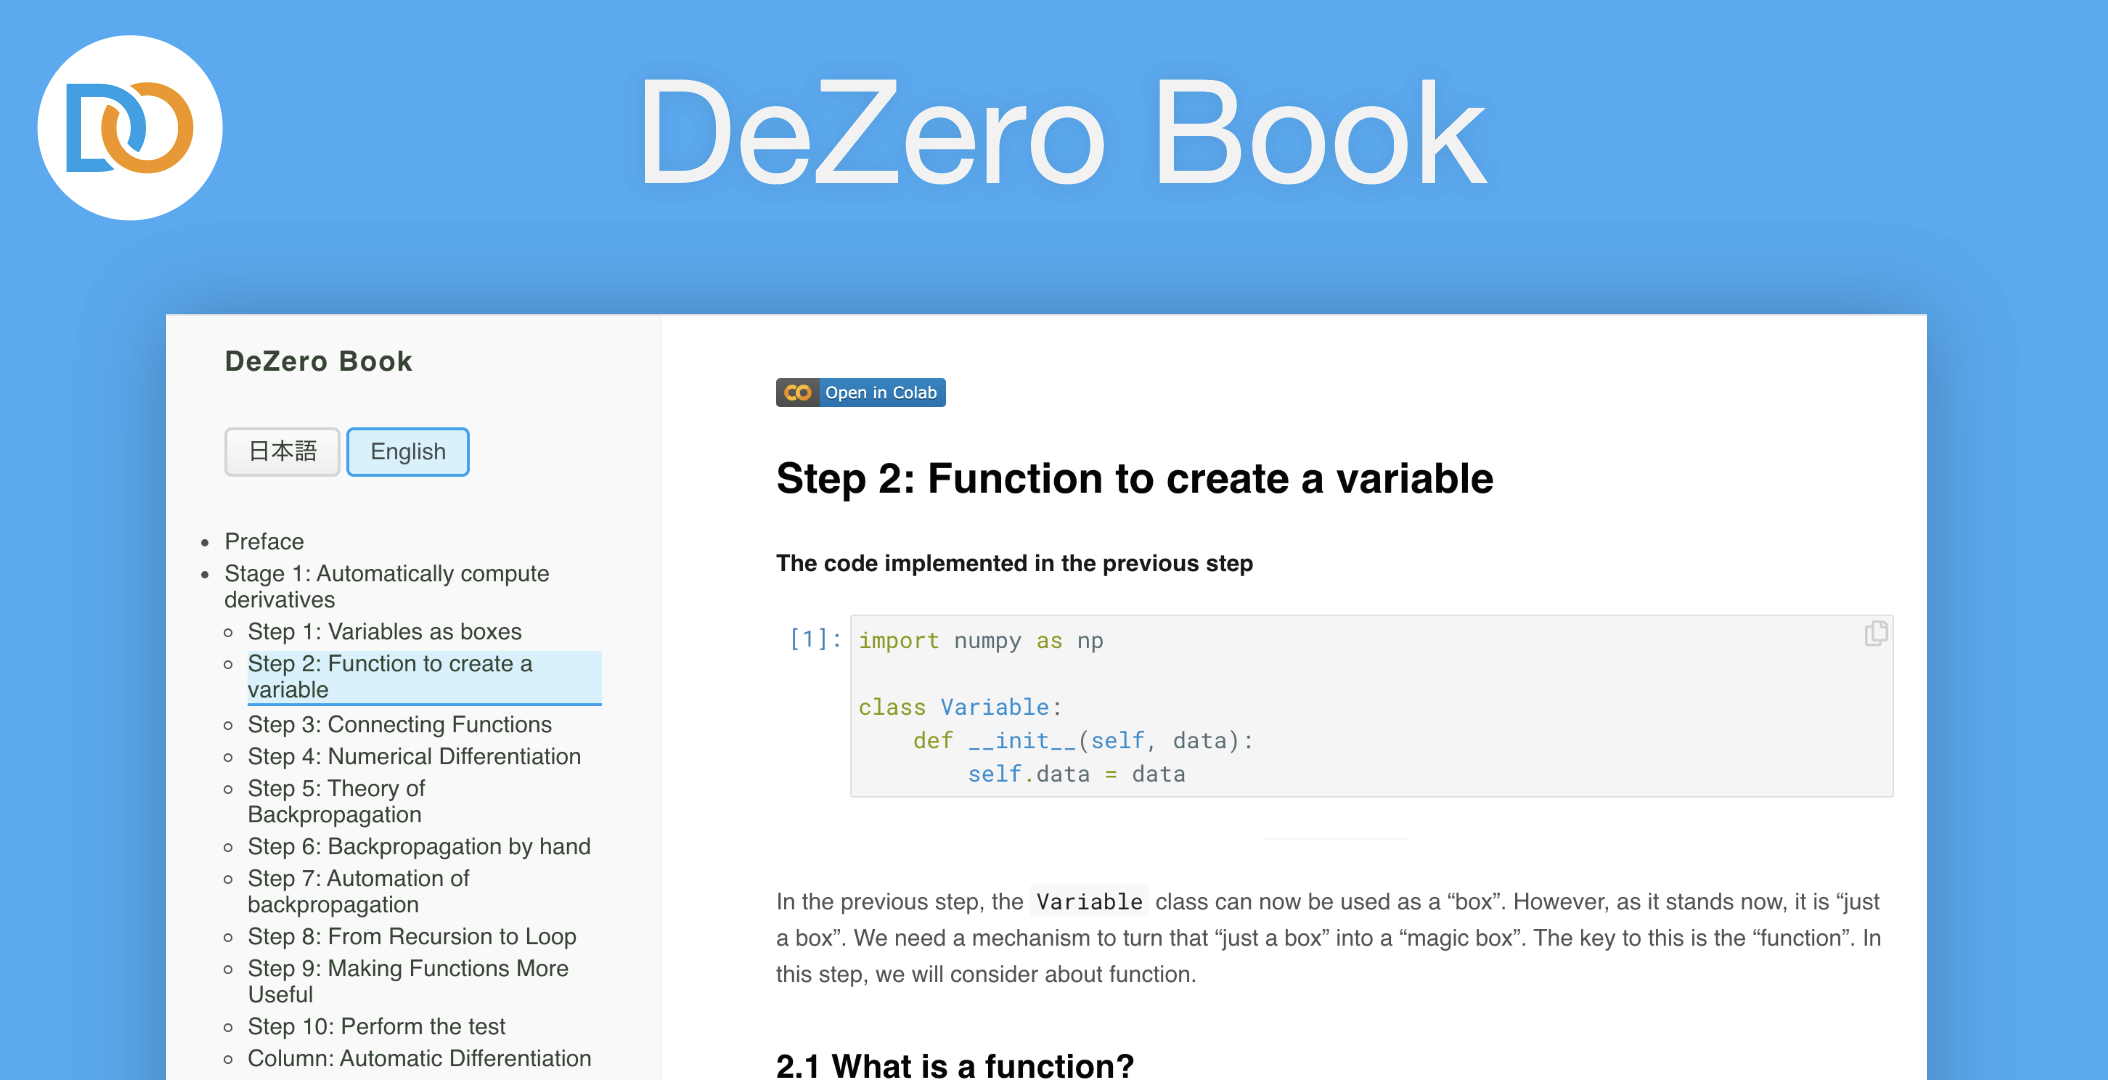 DO
DeZero Book
DeZero Book
日本語
English
Preface
Stage 1: Automatically compute
derivatives
Step 1: Variables as boxes
Step 2: Function to create a
variable
Step 3: Connecting Functions
Step 4: Numerical Differentiation
Step 5: Theory of
Backpropagation
Step 6: Backpropagation by hand
Step 7: Automation of
backpropagation
Step 8: From Recursion to Loop
Step 9: Making Functions More
Useful
Step 10: Perform the test
Column: Automatic Differentiation
Open in Colab
Step 2: Function to create a variable
The code implemented in the previous step
[1]:
import numpy as np
class Variable:
    def __init__(self, data):
        self.data = data
In the previous step, the Variable class can now be used as a “box”. However, as it stands now, it is “just
a box”. We need a mechanism to turn that “just a box” into a “magic box”. The key to this is the “function”. In
this step, we will consider about function.
2.1 What is a function?